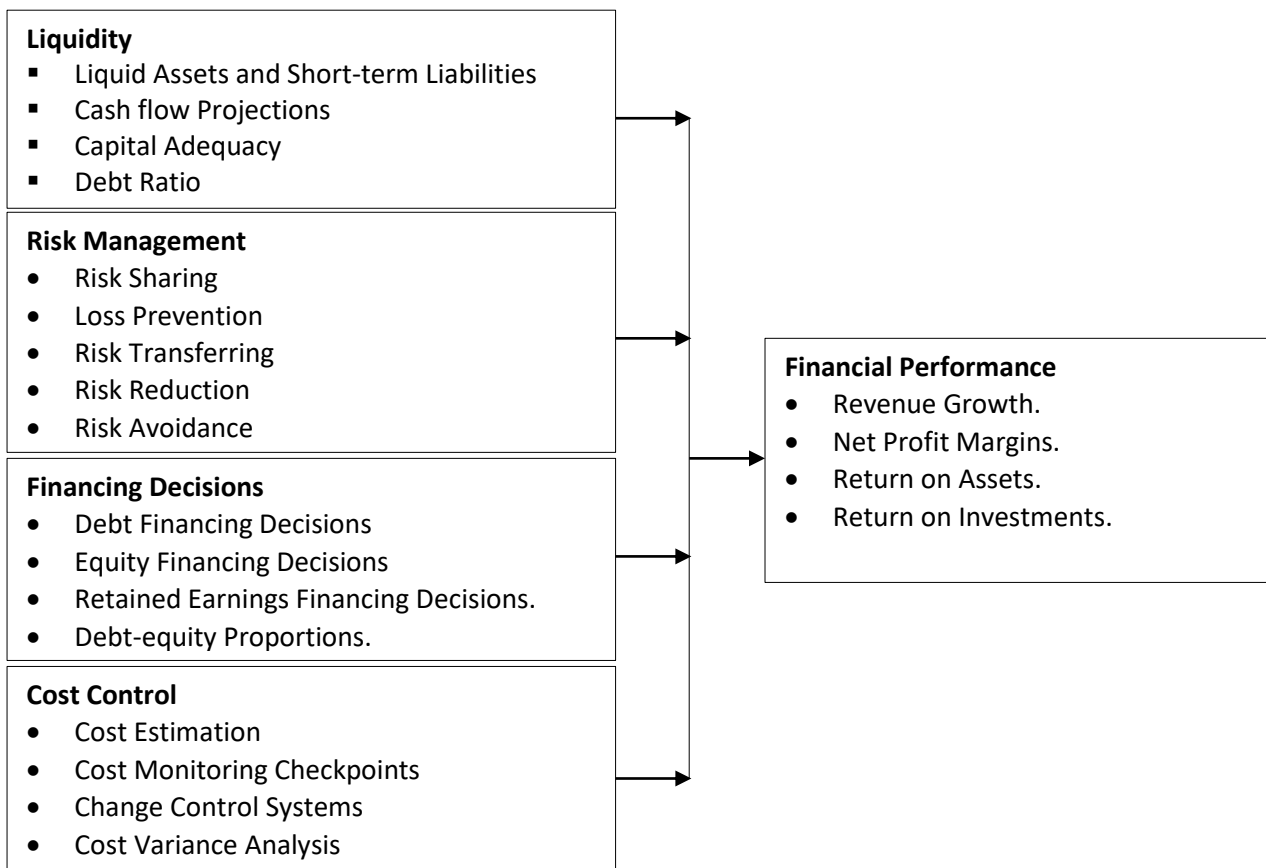 Liquidity
▪ Liquid Assets and Short-term Liabilities
▪ Cash flow Projections
▪ Capital Adequacy
▪ Debt Ratio
Risk Management
• Risk Sharing
• Loss Prevention
• Risk Transferring
• Risk Reduction
• Risk Avoidance
Financing Decisions
• Debt Financing Decisions
• Equity Financing Decisions
• Retained Earnings Financing Decisions.
• Debt-equity Proportions.
Cost Control
• Cost Estimation
• Cost Monitoring Checkpoints
• Change Control Systems
• Cost Variance Analysis
Financial Performance
• Revenue Growth.
• Net Profit Margins.
• Return on Assets.
• Return on Investments.